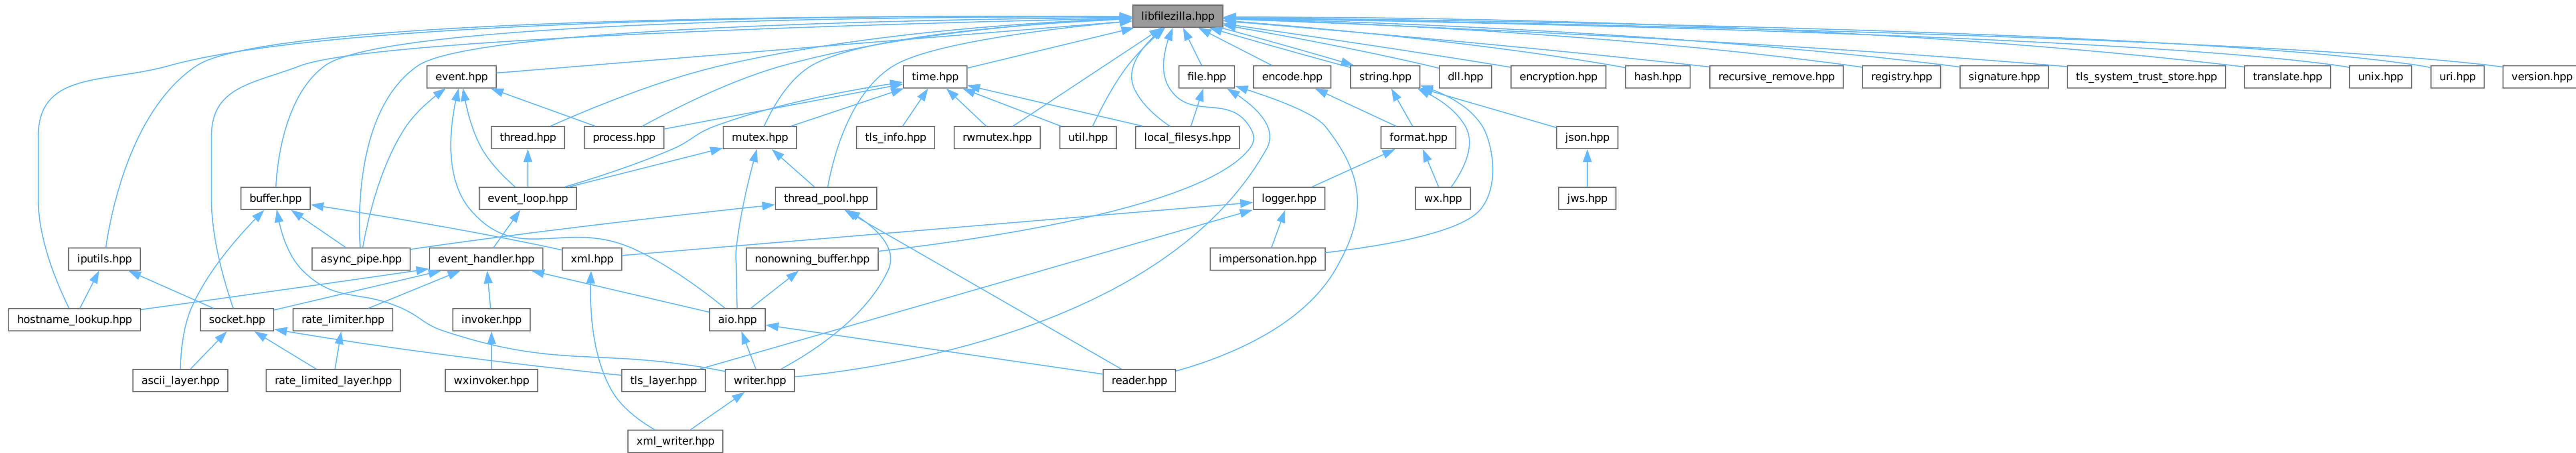 libfilezilla.hpp
event.hpp
time.hpp
file.hpp
encode.hpp
string.hpp
dll.hpp
encryption.hpp
hash.hpp
recursive_remove.hpp
registry.hpp
signature.hpp
tls_system_trust_store.hpp
translate.hpp
unix.hpp
uri.hpp
version.hpp
thread.hpp
process.hpp
mutex.hpp
tls_info.hpp
rwmutex.hpp
util.hpp
local_filesys.hpp
format.hpp
json.hpp
buffer.hpp
event_loop.hpp
thread_pool.hpp
logger.hpp
wx.hpp
jws.hpp
iputils.hpp
async_pipe.hpp
event_handler.hpp
xml.hpp
nonowning_buffer.hpp
impersonation.hpp
hostname_lookup.hpp
socket.hpp
rate_limiter.hpp
invoker.hpp
aio.hpp
ascii_layer.hpp
rate_limited_layer.hpp
wxinvoker.hpp
tls_layer.hpp
writer.hpp
reader.hpp
xml_writer.hpp